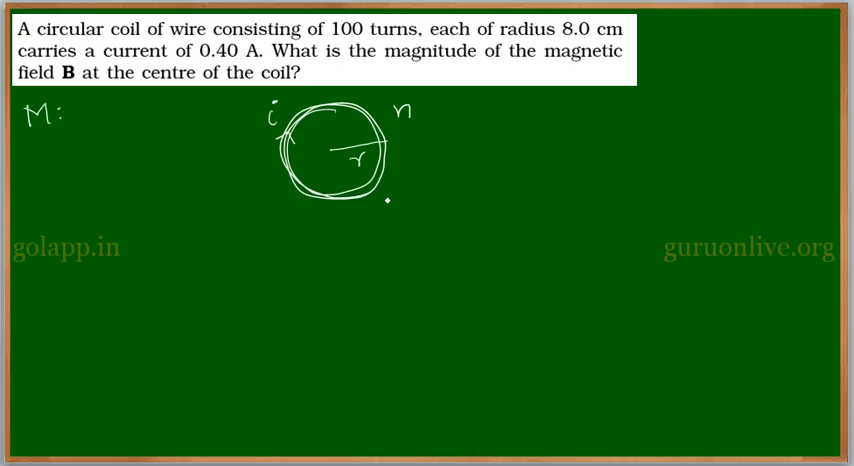 A circular coil of wire consisting of 100 turns, each of radius 8.0 cm
carries a current of 0.40 A. What is the magnitude of the magnetic
field B at the centre of the coil?
M: i n
r
golapp.in guruonlive.org